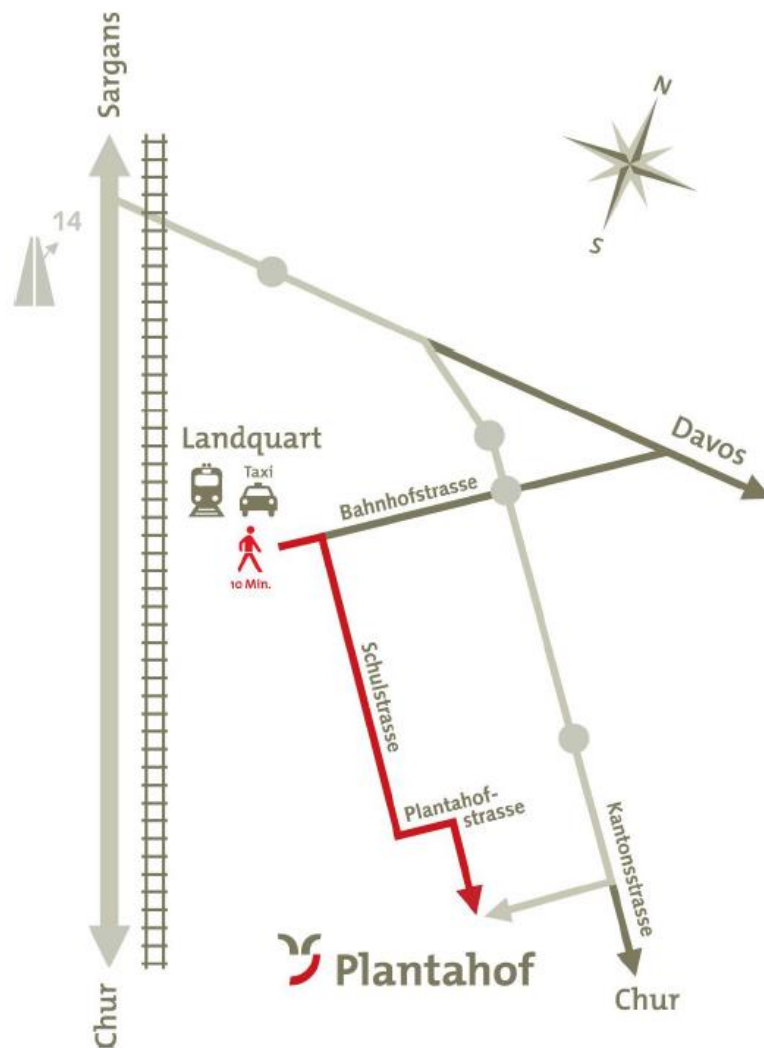 Sargans
N
S
14
Landquart
Taxi
10 Min.
Bahnhofstrasse
Davos
Schulstrasse
Plantahof-
strasse
Kantonsstrasse
Plantahof
Chur
Chur